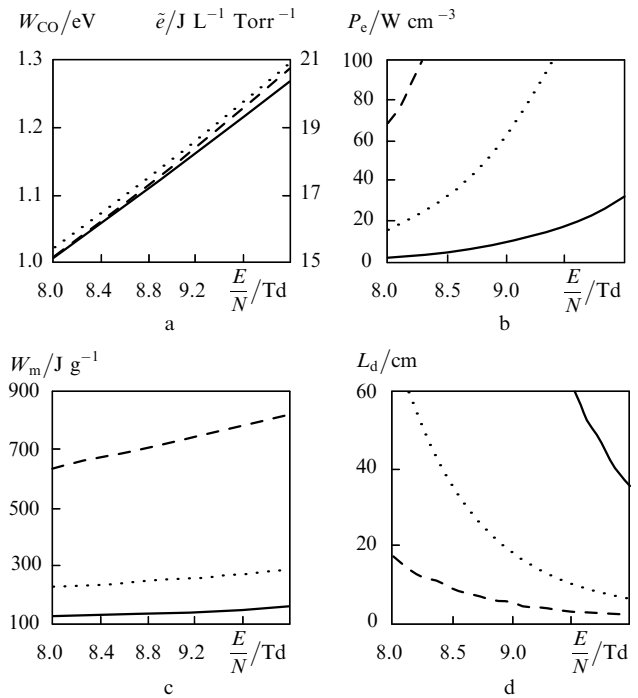 W_CO/eV ẽ/J L⁻¹ Torr⁻¹
1.3 21
1.2 19
1.1 17
1.0 15
8.0 8.4 8.8 9.2 E/N/Td
a
P_e/W cm⁻³
100
80
60
40
20
0
8.0 8.5 9.0 E/N/Td
b
W_m/J g⁻¹
900
700
500
300
100
8.0 8.4 8.8 9.2 E/N/Td
c
L_d/cm
60
40
20
0
8.0 8.5 9.0 E/N/Td
d